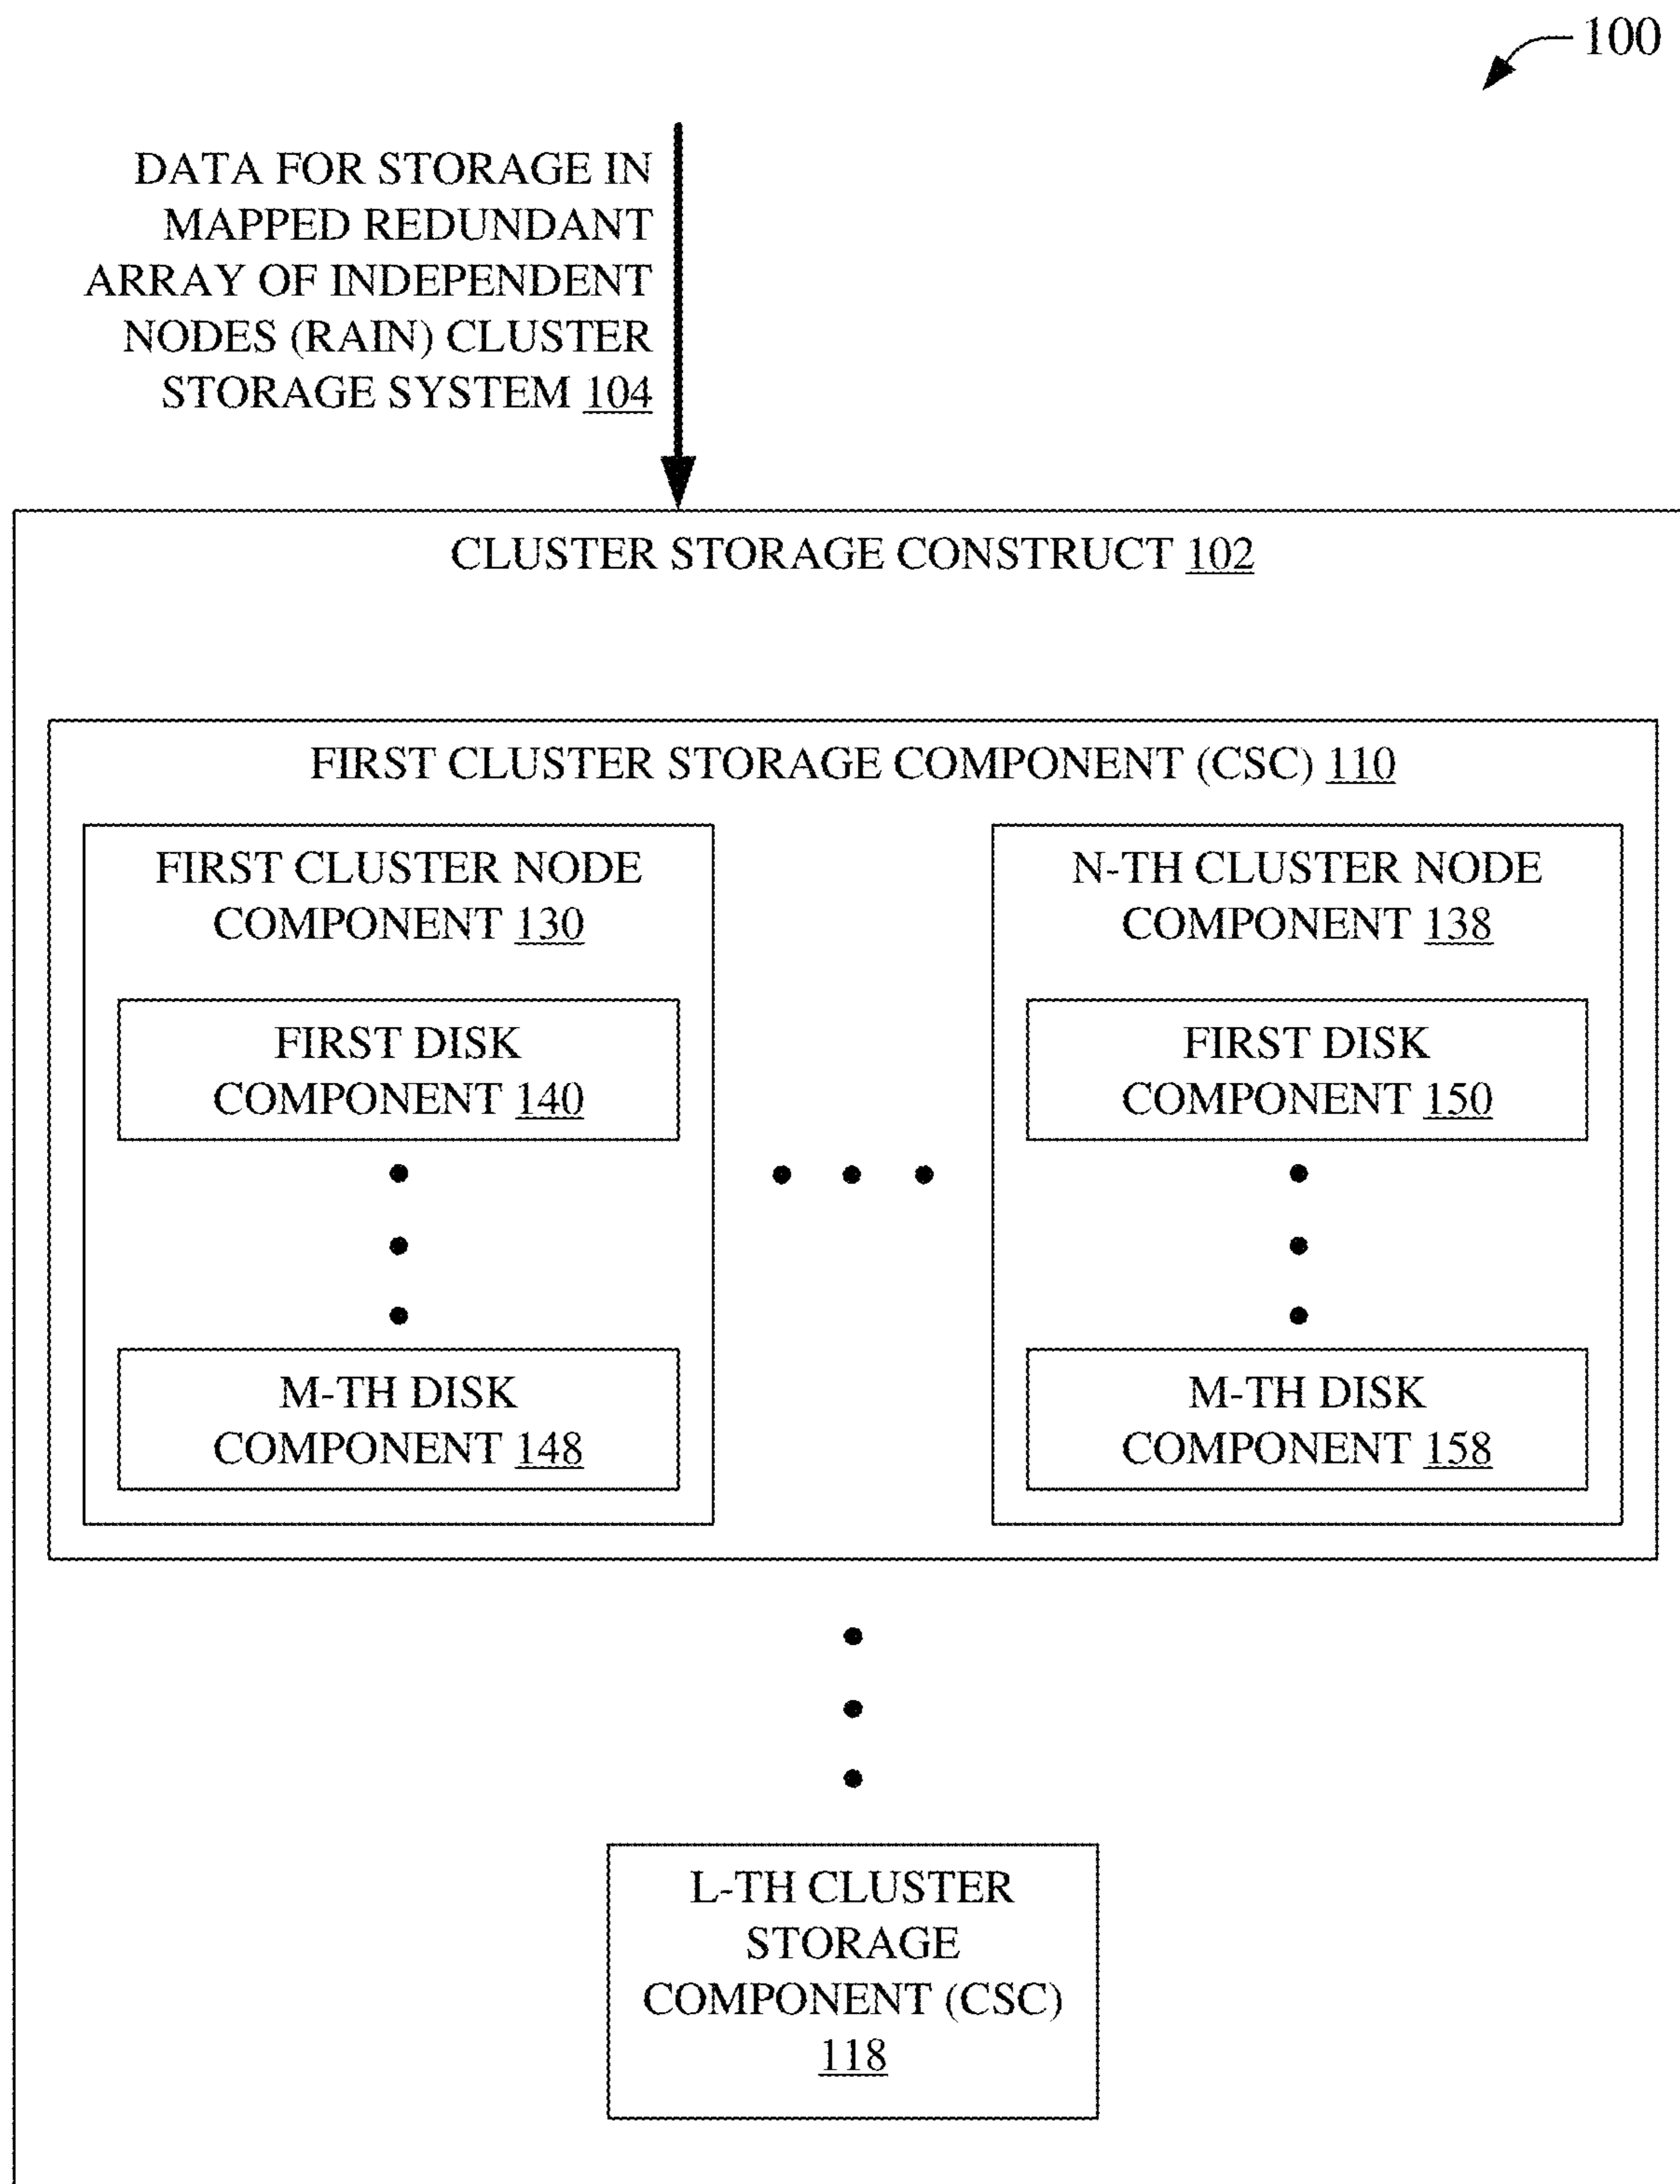 100
DATA FOR STORAGE IN
MAPPED REDUNDANT
ARRAY OF INDEPENDENT
NODES (RAIN) CLUSTER
STORAGE SYSTEM 104
CLUSTER STORAGE CONSTRUCT 102
FIRST CLUSTER STORAGE COMPONENT (CSC) 110
FIRST CLUSTER NODE
COMPONENT 130
FIRST DISK
COMPONENT 140
M-TH DISK
COMPONENT 148
N-TH CLUSTER NODE
COMPONENT 138
FIRST DISK
COMPONENT 150
M-TH DISK
COMPONENT 158
L-TH CLUSTER
STORAGE
COMPONENT (CSC)
118